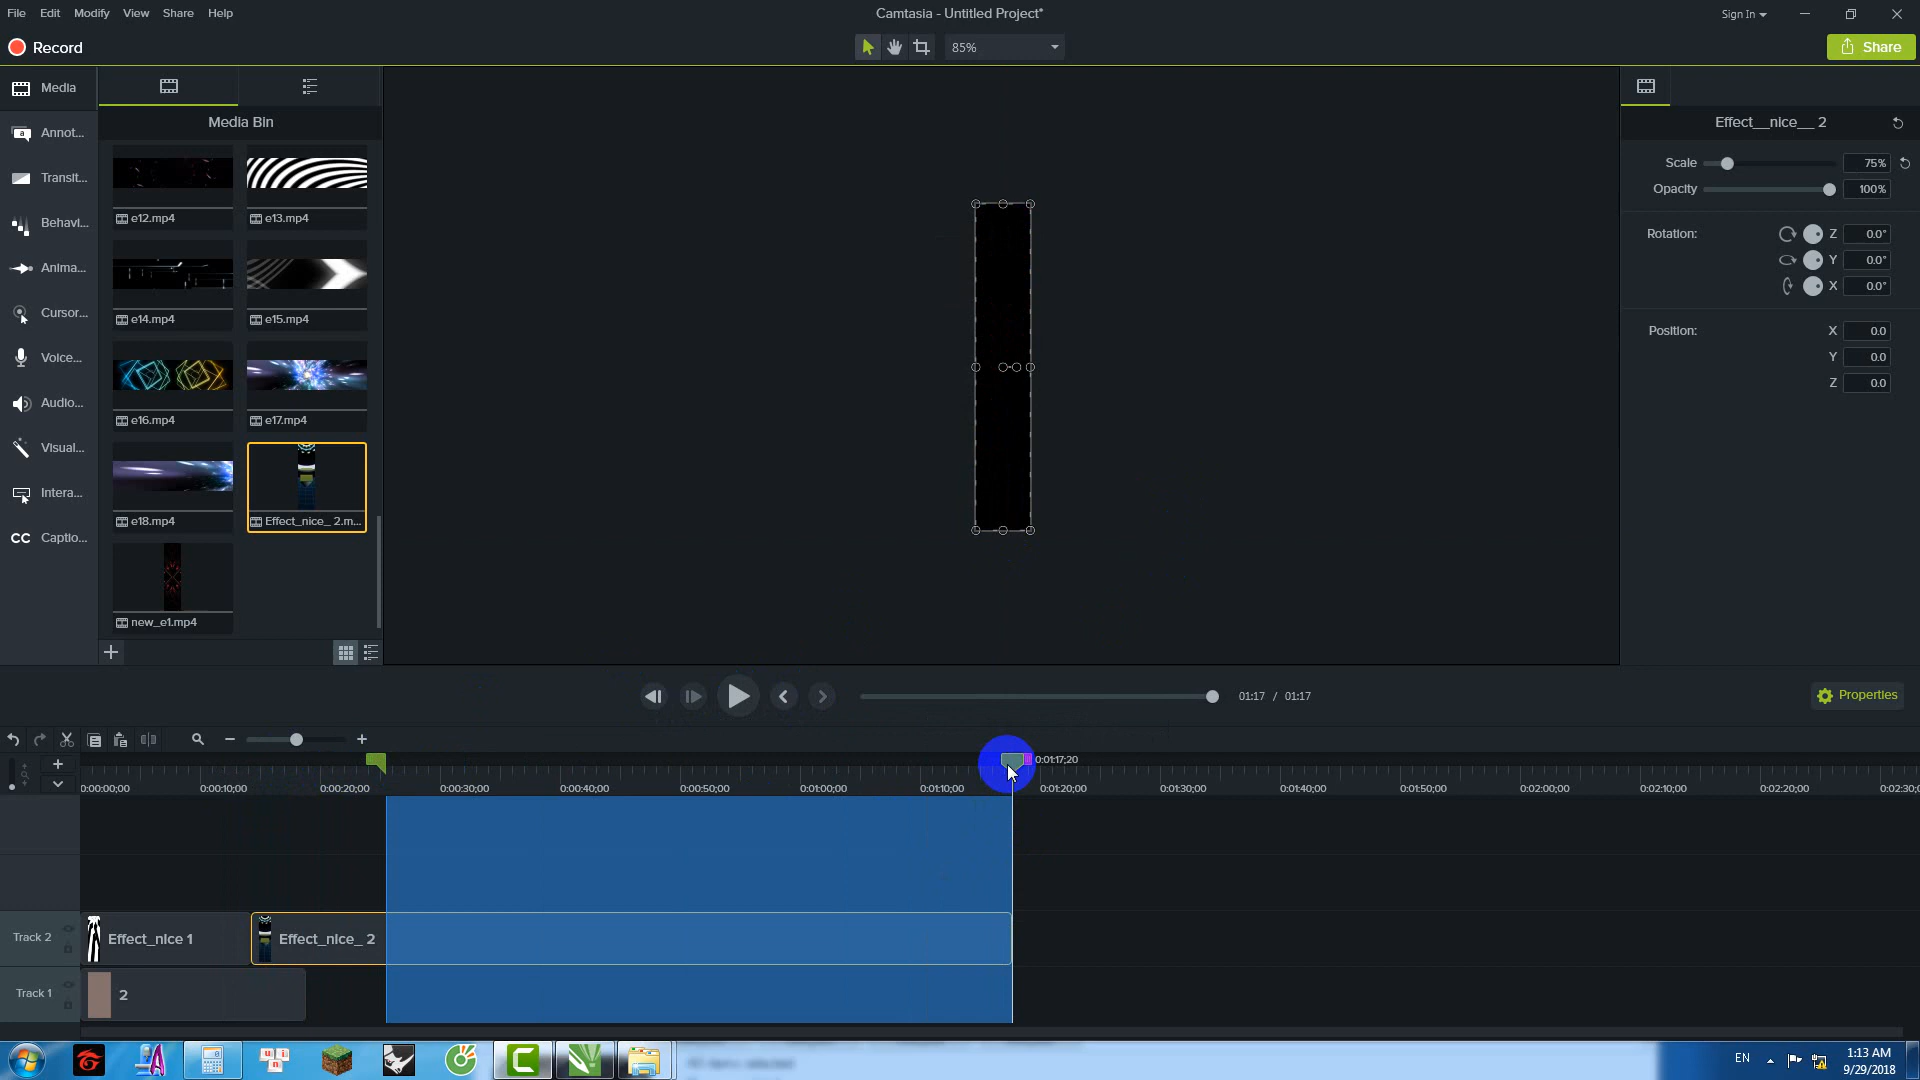 File Edit Modify View Share Help
Camtasia - Untitled Project*
Sign In
Record
85%
Share
Media
Annot...
Transit...
Behavi...
Anima...
Cursor...
Voice...
Audio...
Visual...
Intera...
CC Captio...
Media Bin
e12.mp4
e13.mp4
e14.mp4
e15.mp4
e16.mp4
e17.mp4
e18.mp4
Effect_nice_ 2.m...
new_e1.mp4
Effect__nice__ 2
Scale 75%
Opacity 100%
Rotation: Z 0.0°
Y 0.0°
X 0.0°
Position: X 0.0
Y 0.0
Z 0.0
01:17 / 01:17
Properties
0:01:17;20
0:00:00;00 0:00:10;00 0:00:20;00 0:00:30;00 0:00:40;00 0:00:50;00 0:01:00;00 0:01:10;00 0:01:20;00 0:01:30;00 0:01:40;00 0:01:50;00 0:02:00;00 0:02:10;00 0:02:20;00 0:02:30;0
Track 2
Effect_nice 1
Effect_nice_ 2
Track 1
2
EN
1:13 AM
9/29/2018